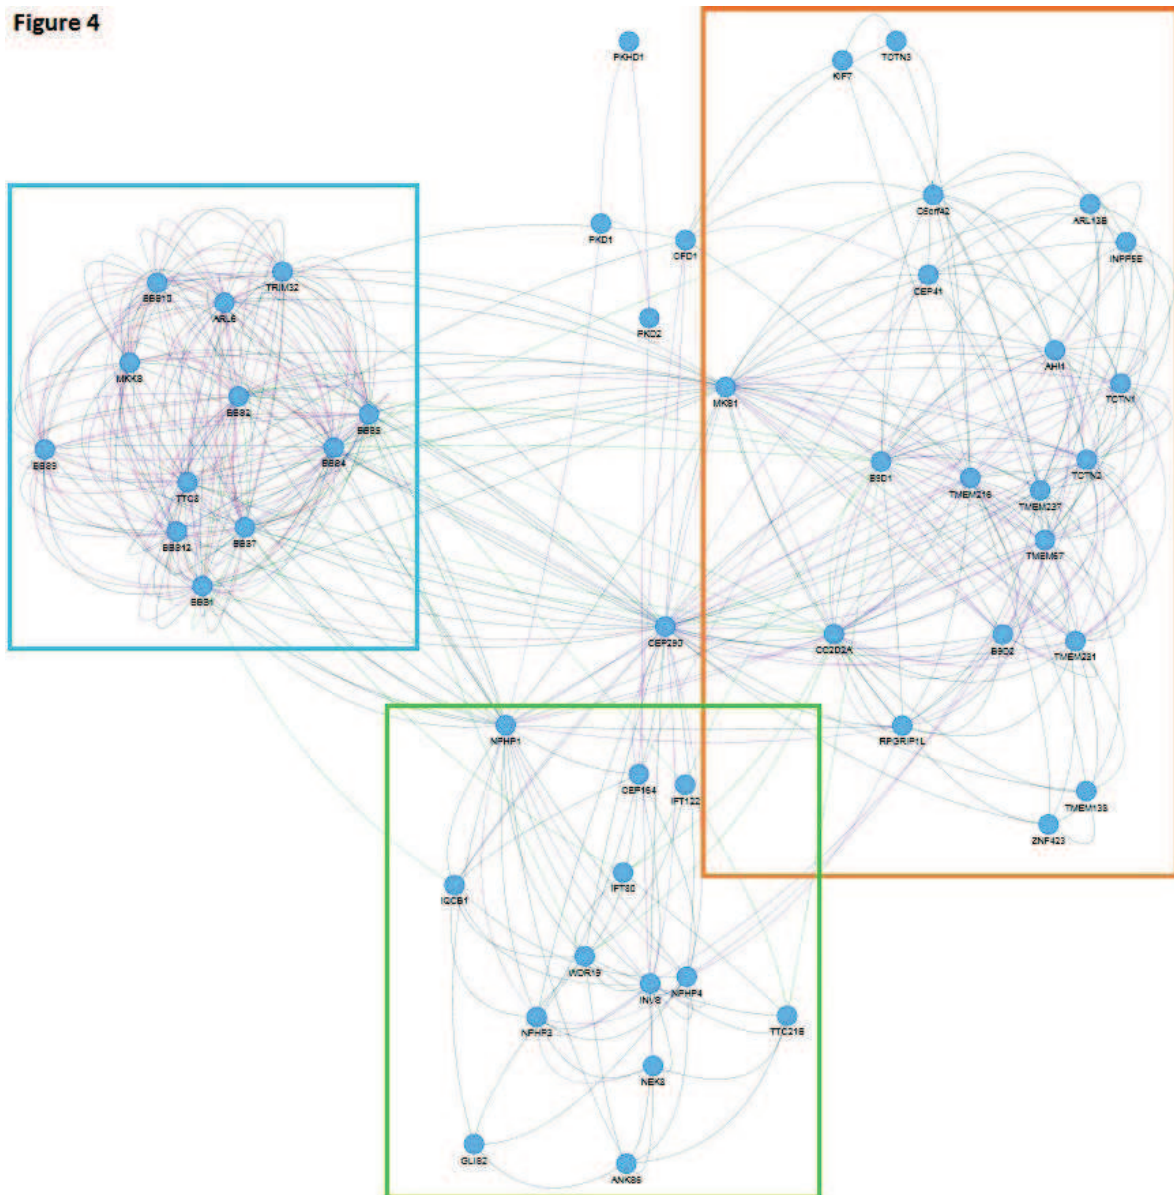 Figure 4
PKHD1
TCTN3
KIF7
C5orf42
ARL13B
PKD1
OFD1
INPP5E
TRIM32
CEP41
BBS10
ARL6
PKD2
AHI1
MKKS
MKS1
TCTN1
BBS2
BBS5
BBS9
BBS4
B9D1
TCTN2
TTC8
TMEM216
TMEM237
BBS12
BBS7
TMEM67
BBS1
CEP290
CC2D2A
B9D2
TMEM231
NPHP1
RPGRIP1L
CEP164
IFT122
TMEM138
ZNF423
IFT80
IQCB1
WDR19
INVS
NPHP4
NPHP3
TTC21B
NEK8
GLIS2
ANKS6